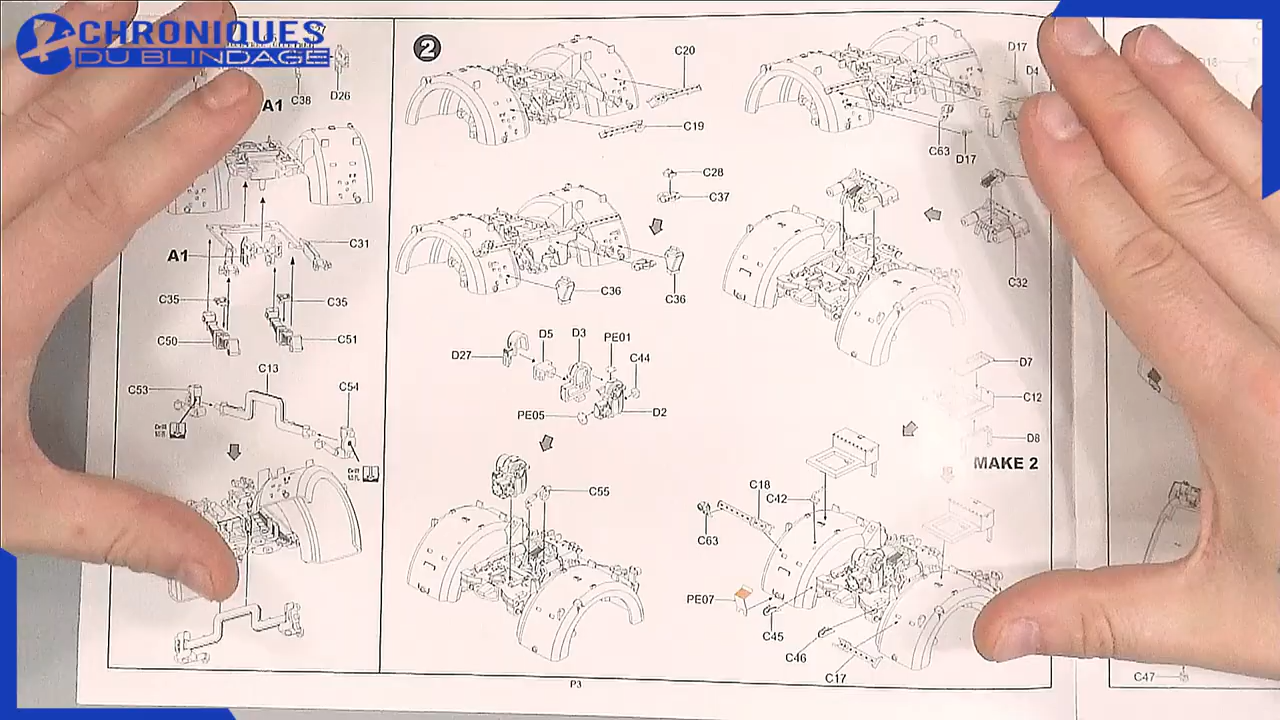 CHRONIQUES
DU BLINDAGE
A1
C38
D26
C31
A1
C35
C35
C50
C51
C13
C53
C54
2
C20
C19
D17
D4
C63
D17
C28
C37
C36
C36
C32
D5
D3
PE01
D27
C44
PE05
D2
C55
D7
C12
D8
MAKE 2
C18
C42
C63
PE07
C45
C46
C17
P3
C47